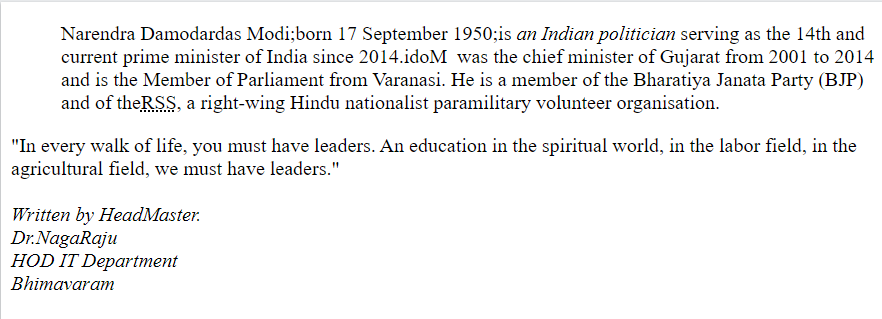 Narendra Damodardas Modi;born 17 September 1950;is an Indian politician serving as the 14th and
current prime minister of India since 2014.idoM  was the chief minister of Gujarat from 2001 to 2014
and is the Member of Parliament from Varanasi. He is a member of the Bharatiya Janata Party (BJP)
and of theRSS, a right-wing Hindu nationalist paramilitary volunteer organisation.
"In every walk of life, you must have leaders. An education in the spiritual world, in the labor field, in the
agricultural field, we must have leaders."
Written by HeadMaster.
Dr.NagaRaju
HOD IT Department
Bhimavaram